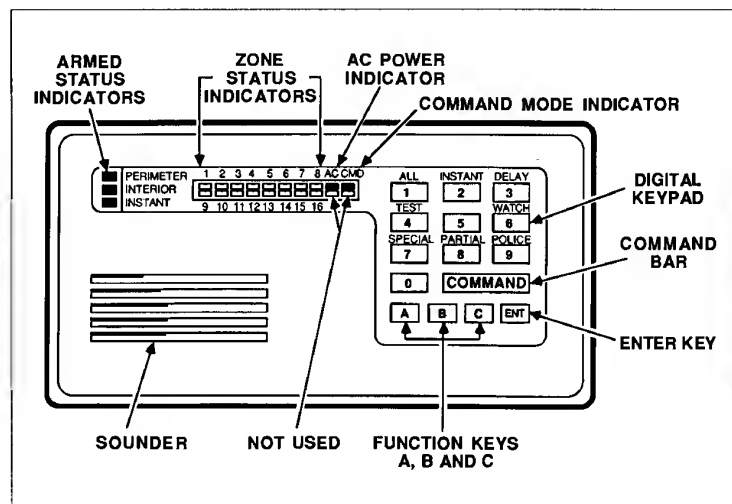 ARMED
STATUS
INDICATORS
ZONE
STATUS
INDICATORS
AC POWER
INDICATOR
COMMAND MODE INDICATOR
PERIMETER
INTERIOR
INSTANT
1 2 3 4 5 6 7 8 AC CMD
9 10 11 12 13 14 15 16
ALL INSTANT DELAY
1 2 3
TEST WATCH
4 5 6
SPECIAL PARTIAL POLICE
7 8 9
0 COMMAND
A B C ENT
DIGITAL
KEYPAD
COMMAND
BAR
ENTER KEY
SOUNDER
NOT USED
FUNCTION KEYS
A, B AND C